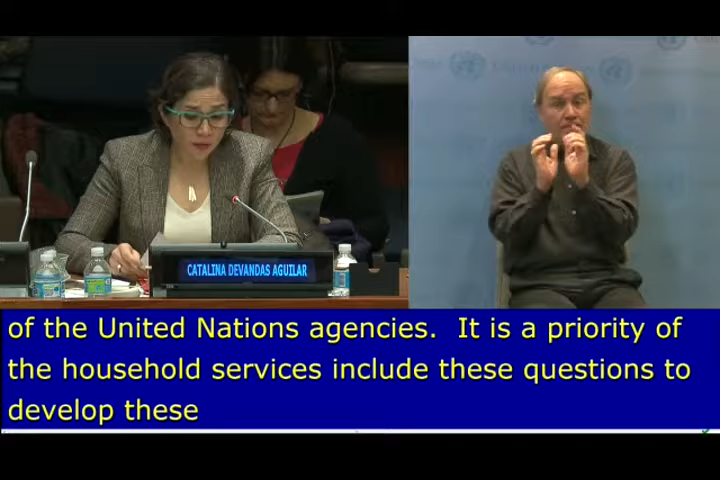 CATALINA DEVANDAS AGUILAR
of the United Nations agencies.  It is a priority of
the household services include these questions to
develop these